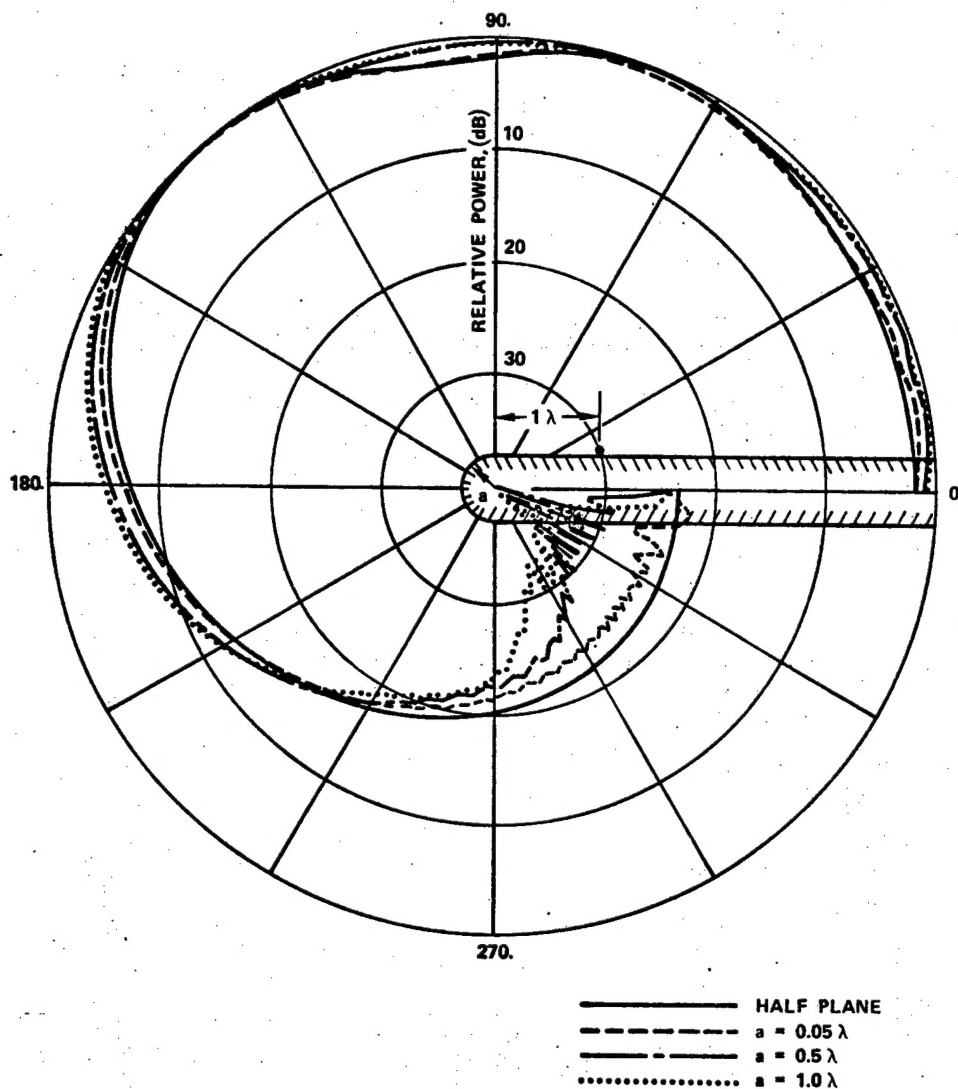 90.
RELATIVE POWER, (dB)
10
20
30
1 λ
180.
a
0
270.
HALF PLANE
a = 0.05 λ
a = 0.5 λ
a = 1.0 λ